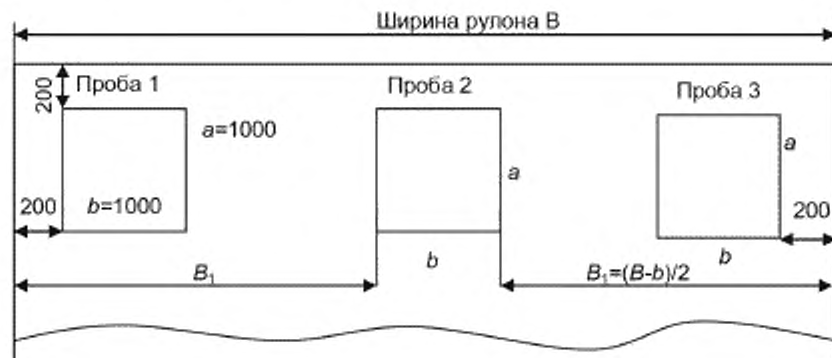 Ширина рулона В
200
Проба 1
Проба 2
Проба 3
a=1000
a
a
200
b=1000
200
b
b
B₁
B₁=(B-b)/2